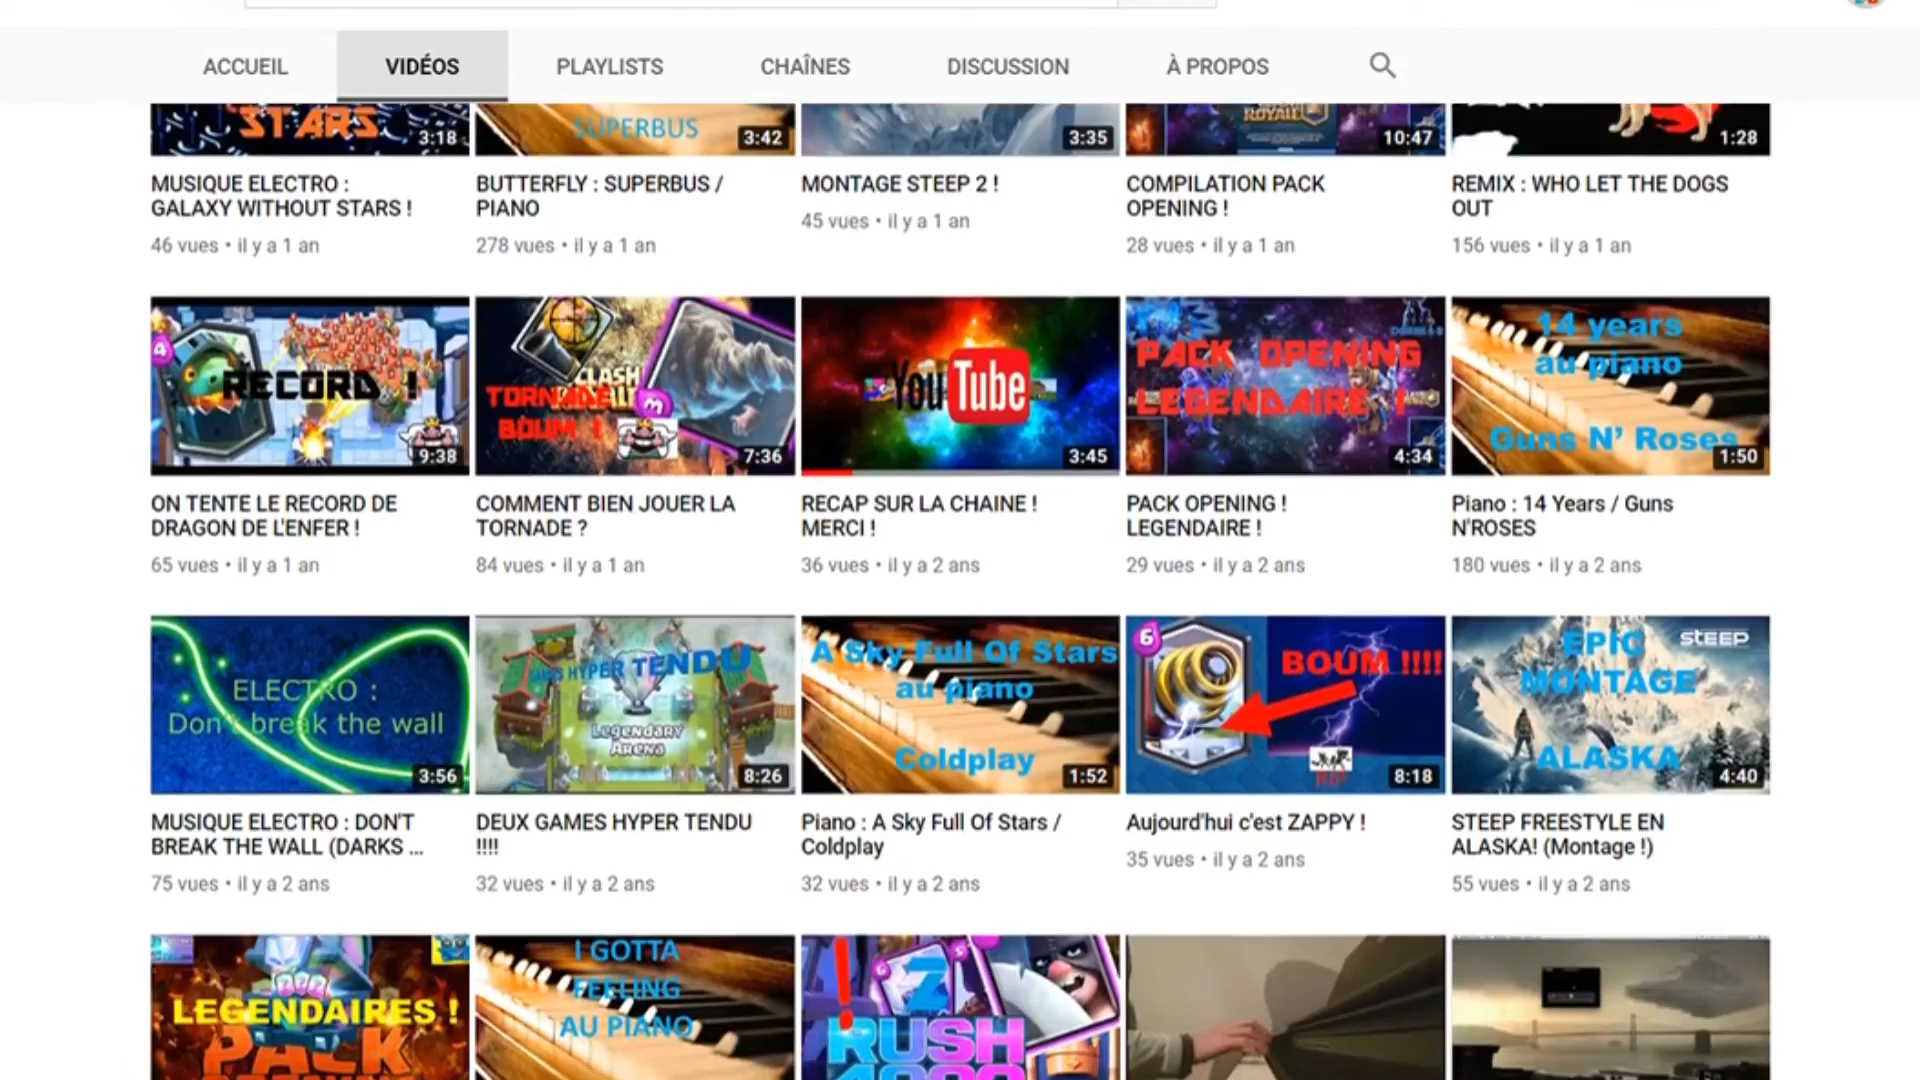 ACCUEIL
VIDÉOS
PLAYLISTS
CHAÎNES
DISCUSSION
À PROPOS
STARS
3:18
SUPERBUS
3:42
3:35
ROYALE
10:47
1:28
MUSIQUE ELECTRO :
GALAXY WITHOUT STARS !
46 vues • il y a 1 an
BUTTERFLY : SUPERBUS /
PIANO
278 vues • il y a 1 an
MONTAGE STEEP 2 !
45 vues • il y a 1 an
COMPILATION PACK
OPENING !
28 vues • il y a 1 an
REMIX : WHO LET THE DOGS
OUT
156 vues • il y a 1 an
4
RECORD !
9:38
CLASH
TORNADE
BOUM !
7:36
YouTube
3:45
PACK OPENING
LEGENDAIRE !
4:34
14 years
au piano
Guns N’ Roses
1:50
ON TENTE LE RECORD DE
DRAGON DE L'ENFER !
65 vues • il y a 1 an
COMMENT BIEN JOUER LA
TORNADE ?
84 vues • il y a 1 an
RECAP SUR LA CHAINE !
MERCI !
36 vues • il y a 2 ans
PACK OPENING !
LEGENDAIRE !
29 vues • il y a 2 ans
Piano : 14 Years / Guns
N'ROSES
180 vues • il y a 2 ans
ELECTRO :
Don't break the wall
3:56
GAMES HYPER TENDU
Legendary
Arena
8:26
A Sky Full Of Stars
au piano
Coldplay
1:52
6
BOUM !!!!
RIP
8:18
STEEP
EPIC
MONTAGE
ALASKA
4:40
MUSIQUE ELECTRO : DON'T
BREAK THE WALL (DARKS ...
75 vues • il y a 2 ans
DEUX GAMES HYPER TENDU
!!!!
32 vues • il y a 2 ans
Piano : A Sky Full Of Stars /
Coldplay
32 vues • il y a 2 ans
Aujourd'hui c'est ZAPPY !
35 vues • il y a 2 ans
STEEP FREESTYLE EN
ALASKA! (Montage !)
55 vues • il y a 2 ans
LEGENDAIRES !
PACK
I GOTTA
FEELING
AU PIANO
RUSH
4000